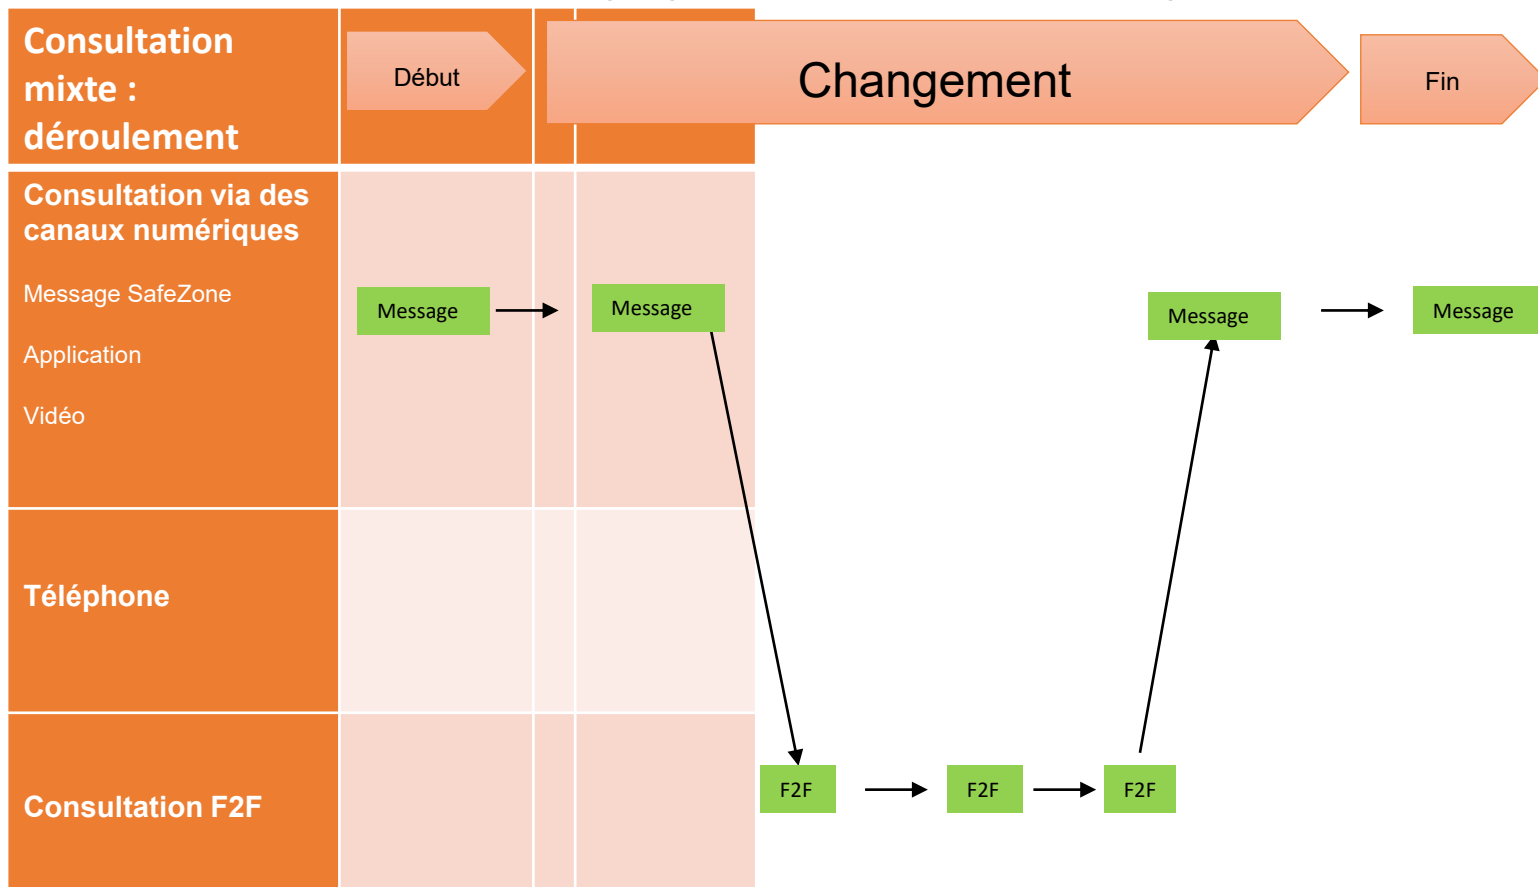 Consultation
mixte :
déroulement
Début
Changement
Fin
Consultation via des
canaux numériques
Message SafeZone
Application
Vidéo
Message
Message
Message
Message
Téléphone
Consultation F2F
F2F
F2F
F2F